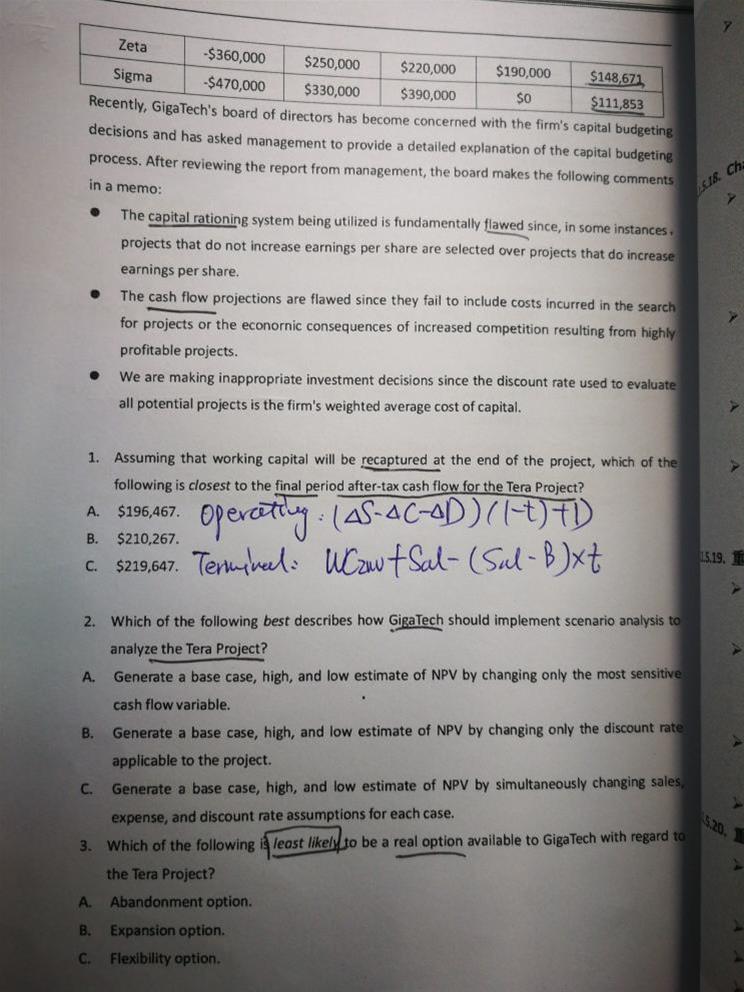 Zeta -$360,000 $250,000 $220,000 $190,000 $148,671
Sigma -$470,000 $330,000 $390,000 $0 $111,853
Recently, GigaTech's board of directors has become concerned with the firm's capital budgeting
decisions and has asked management to provide a detailed explanation of the capital budgeting
process. After reviewing the report from management, the board makes the following comments
in a memo:
● The capital rationing system being utilized is fundamentally flawed since, in some instances,
projects that do not increase earnings per share are selected over projects that do increase
earnings per share.
● The cash flow projections are flawed since they fail to include costs incurred in the search
for projects or the econornic consequences of increased competition resulting from highly
profitable projects.
● We are making inappropriate investment decisions since the discount rate used to evaluate
all potential projects is the firm's weighted average cost of capital.
1. Assuming that working capital will be recaptured at the end of the project, which of the
following is closest to the final period after-tax cash flow for the Tera Project?
A. $196,467. Operating: (ΔS-ΔC-ΔD)(1-t)+D
B. $210,267.
C. $219,647. Terminal: Sal-(Sal-B)×t
2. Which of the following best describes how GigaTech should implement scenario analysis to
analyze the Tera Project?
A. Generate a base case, high, and low estimate of NPV by changing only the most sensitive
cash flow variable.
B. Generate a base case, high, and low estimate of NPV by changing only the discount rate
applicable to the project.
C. Generate a base case, high, and low estimate of NPV by simultaneously changing sales,
expense, and discount rate assumptions for each case.
3. Which of the following is least likely to be a real option available to GigaTech with regard to
the Tera Project?
A. Abandonment option.
B. Expansion option.
C. Flexibility option.
5.18. Cha
.5.19. 重
5.20.